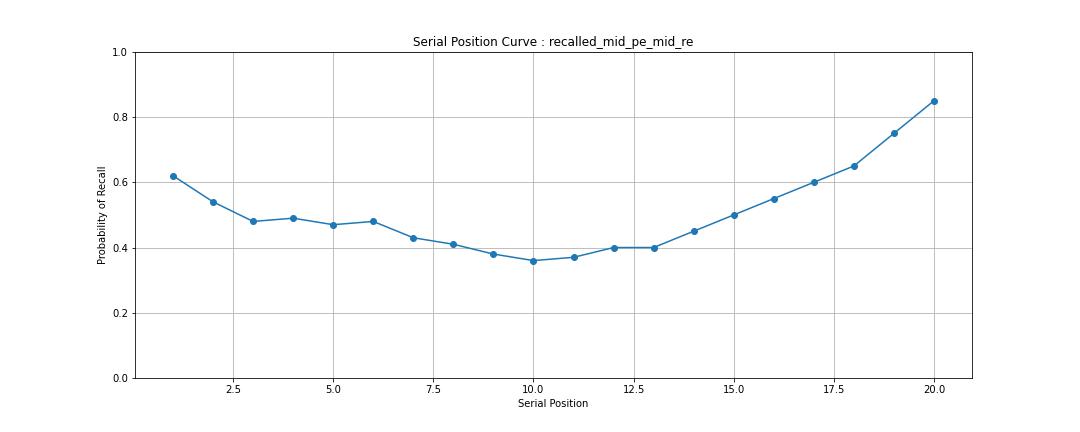 Serial Position Curve : recalled_mid_pe_mid_re
1.0
0.8
0.6
0.4
0.2
0.0
Probability of Recall
2.5 5.0 7.5 10.0 12.5 15.0 17.5 20.0
Serial Position